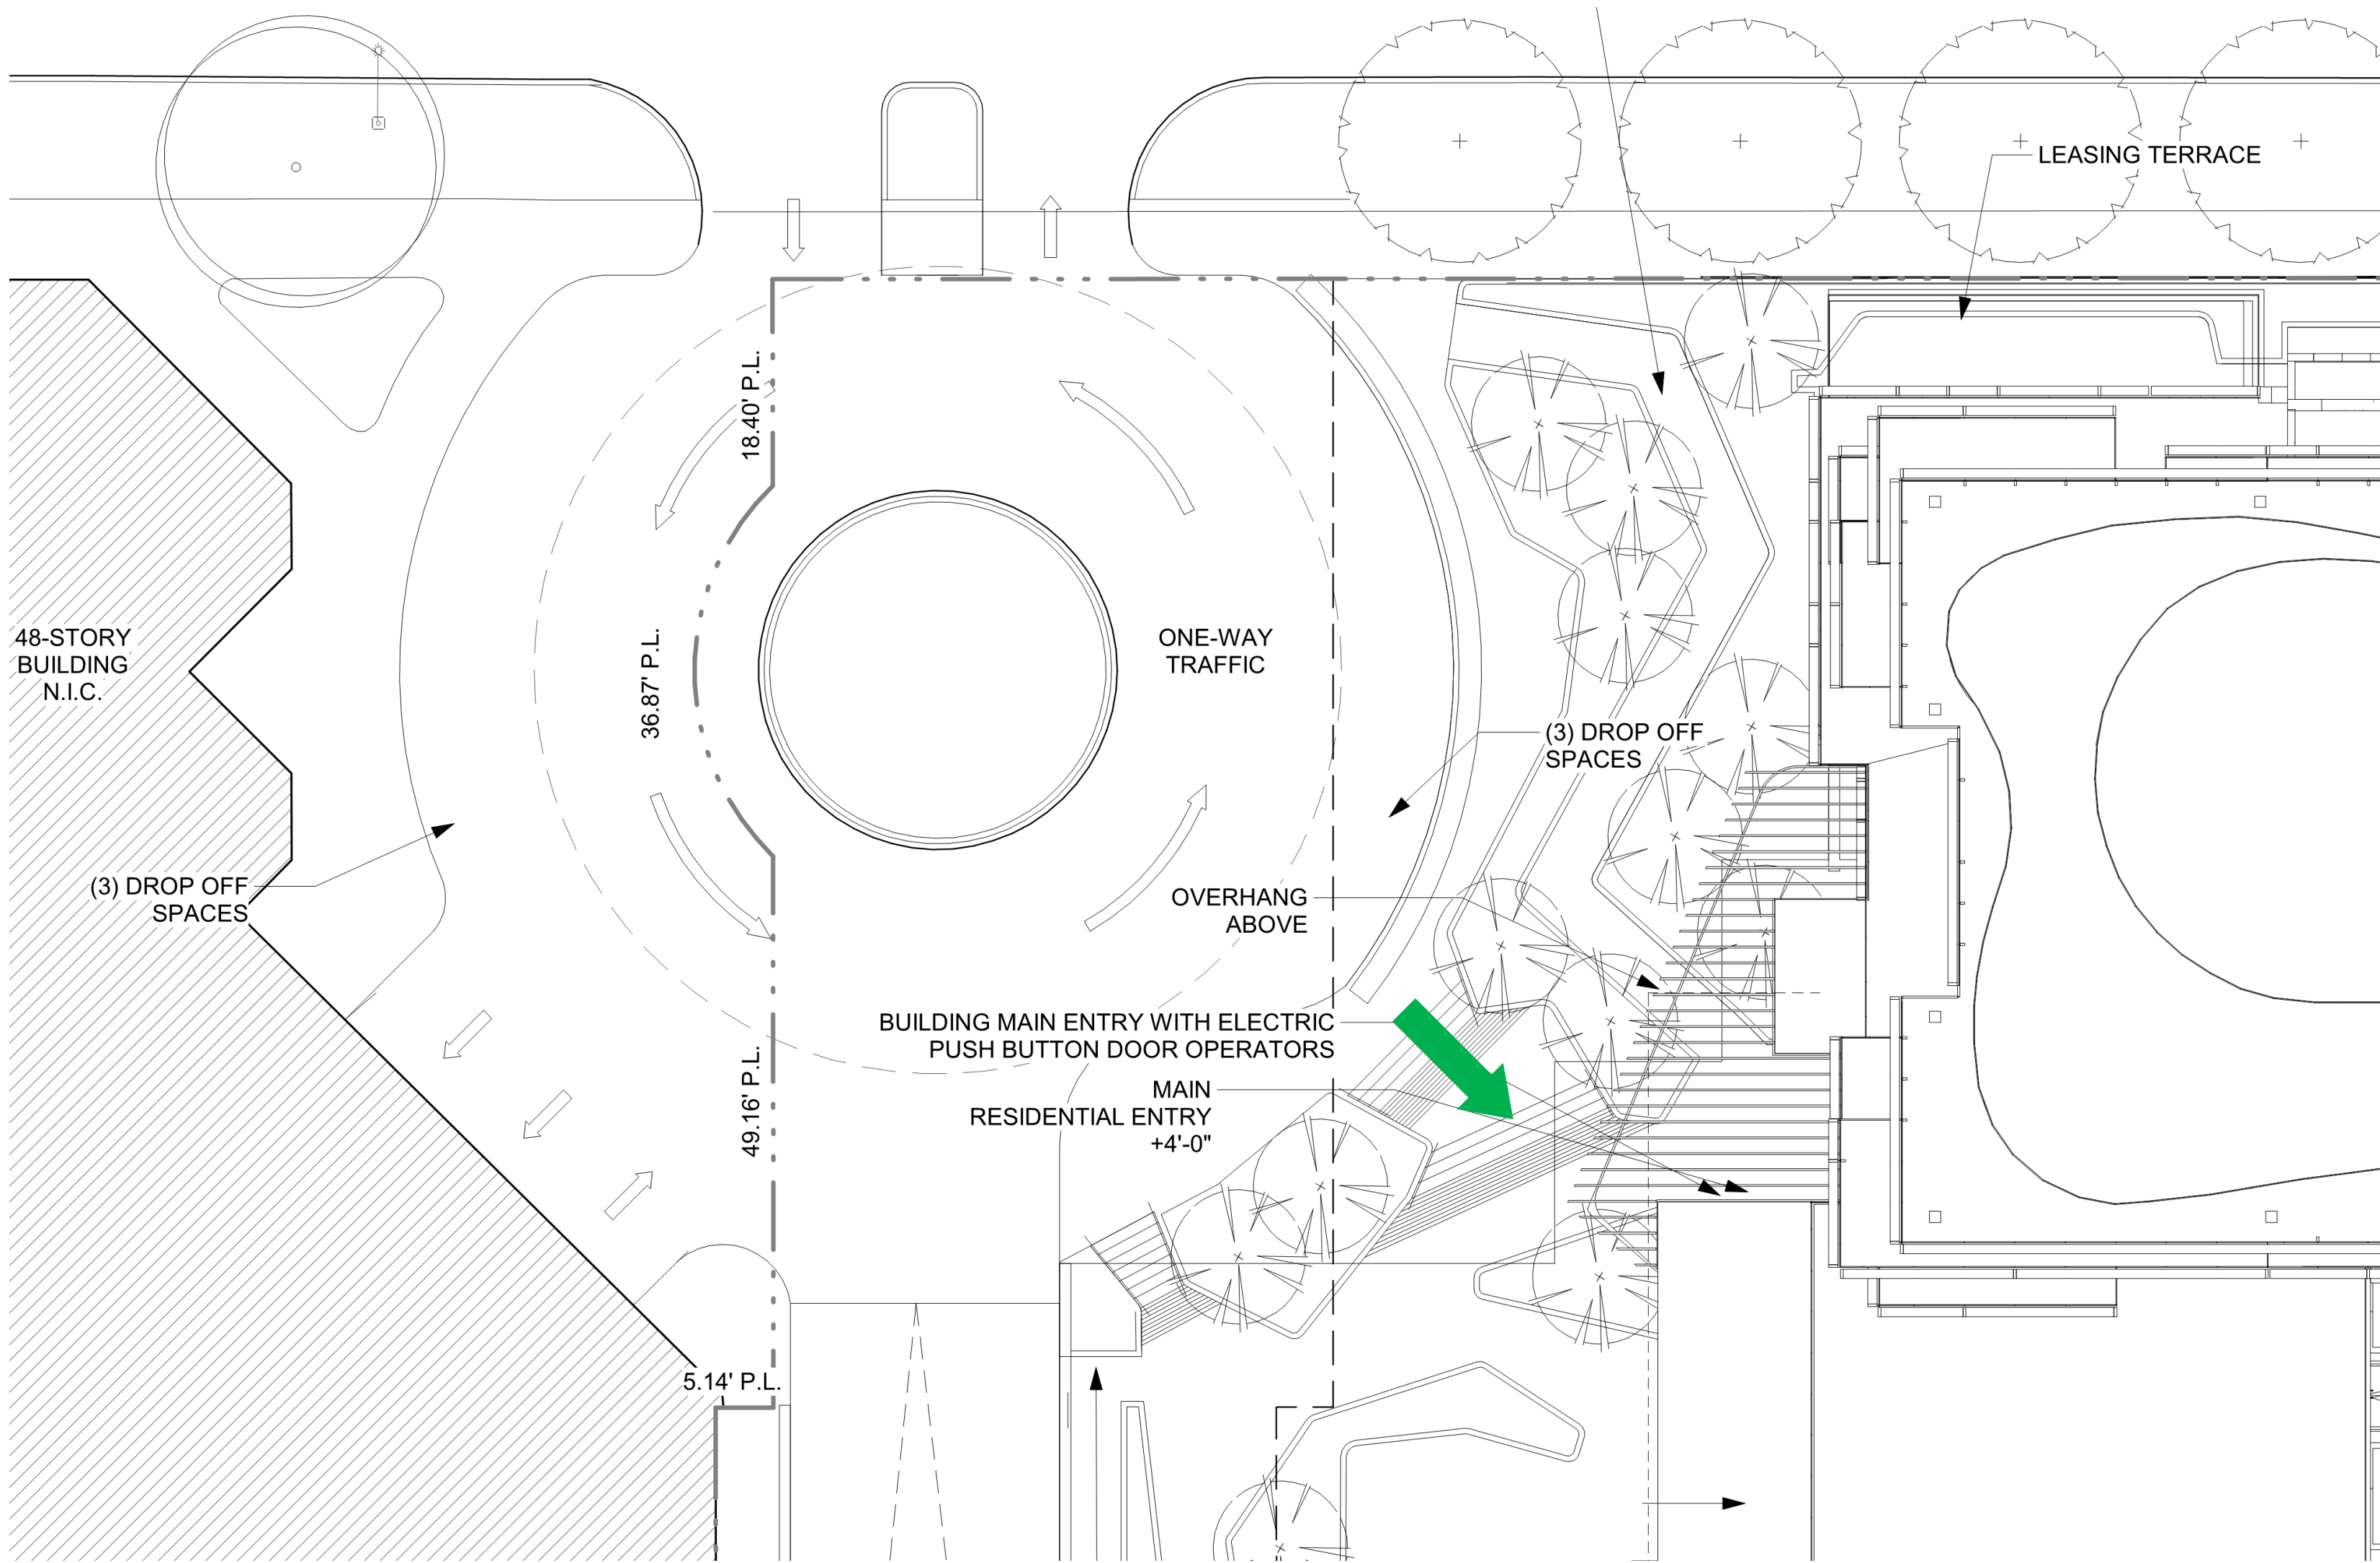 LEASING TERRACE
18.40' P.L.
48-STORY
BUILDING
N.I.C.
36.87' P.L.
ONE-WAY
TRAFFIC
(3) DROP OFF
SPACES
(3) DROP OFF
SPACES
OVERHANG
ABOVE
BUILDING MAIN ENTRY WITH ELECTRIC
PUSH BUTTON DOOR OPERATORS
49.16' P.L.
MAIN
RESIDENTIAL ENTRY
+4'-0"
5.14' P.L.